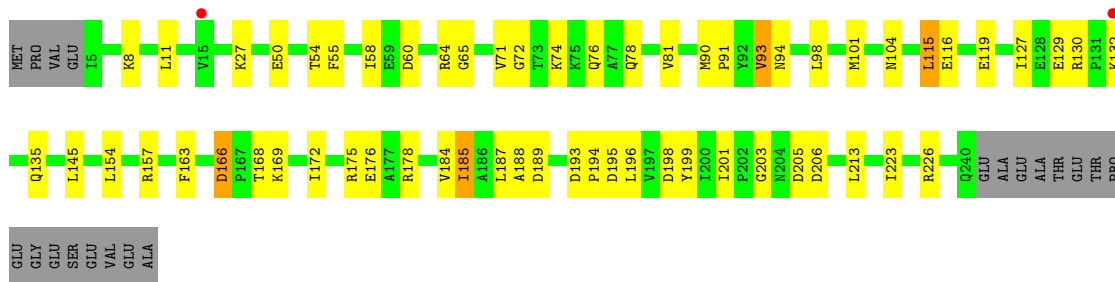 MET PRO VAL GLU I5 K8 L11 V15 K27 E50 T54 F55 I58 E59 D60 R64 G65 V71 G72 T73 K74 K75 Q76 A77 Q78 V81 M90 P91 Y92 V93 N94 L98 M101 N104 L115 E116 E119 I127 E128 E129 R130 P131 K132
Q135 L145 L154 R157 F163 D166 P167 T168 K169 I172 R175 E176 A177 R178 V184 I185 A186 L187 A188 D189 D193 P194 D195 L196 V197 D198 Y199 I200 I201 P202 G203 N204 D205 D206 L213 I223 R226 Q240 GLU ALA GLU ALA THR GLU THR PRO
GLU GLY GLU SER GLU VAL GLU ALA